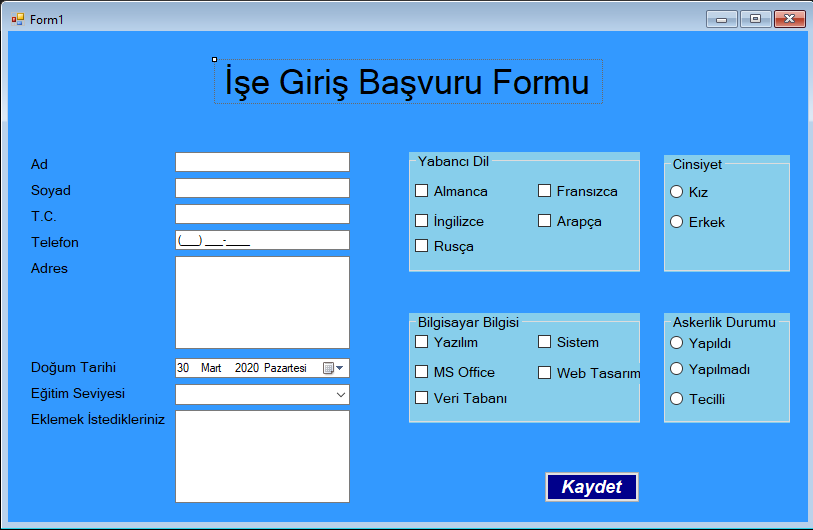 Form1
İşe Giriş Başvuru Formu
Ad
Soyad
T.C.
Telefon
(___) ___-____
Adres
Doğum Tarihi
30 Mart 2020 Pazartesi
Eğitim Seviyesi
Eklemek İstedikleriniz
Yabancı Dil
Almanca Fransızca
İngilizce Arapça
Rusça
Cinsiyet
Kız
Erkek
Bilgisayar Bilgisi
Yazılım Sistem
MS Office Web Tasarım
Veri Tabanı
Askerlik Durumu
Yapıldı
Yapılmadı
Tecilli
Kaydet